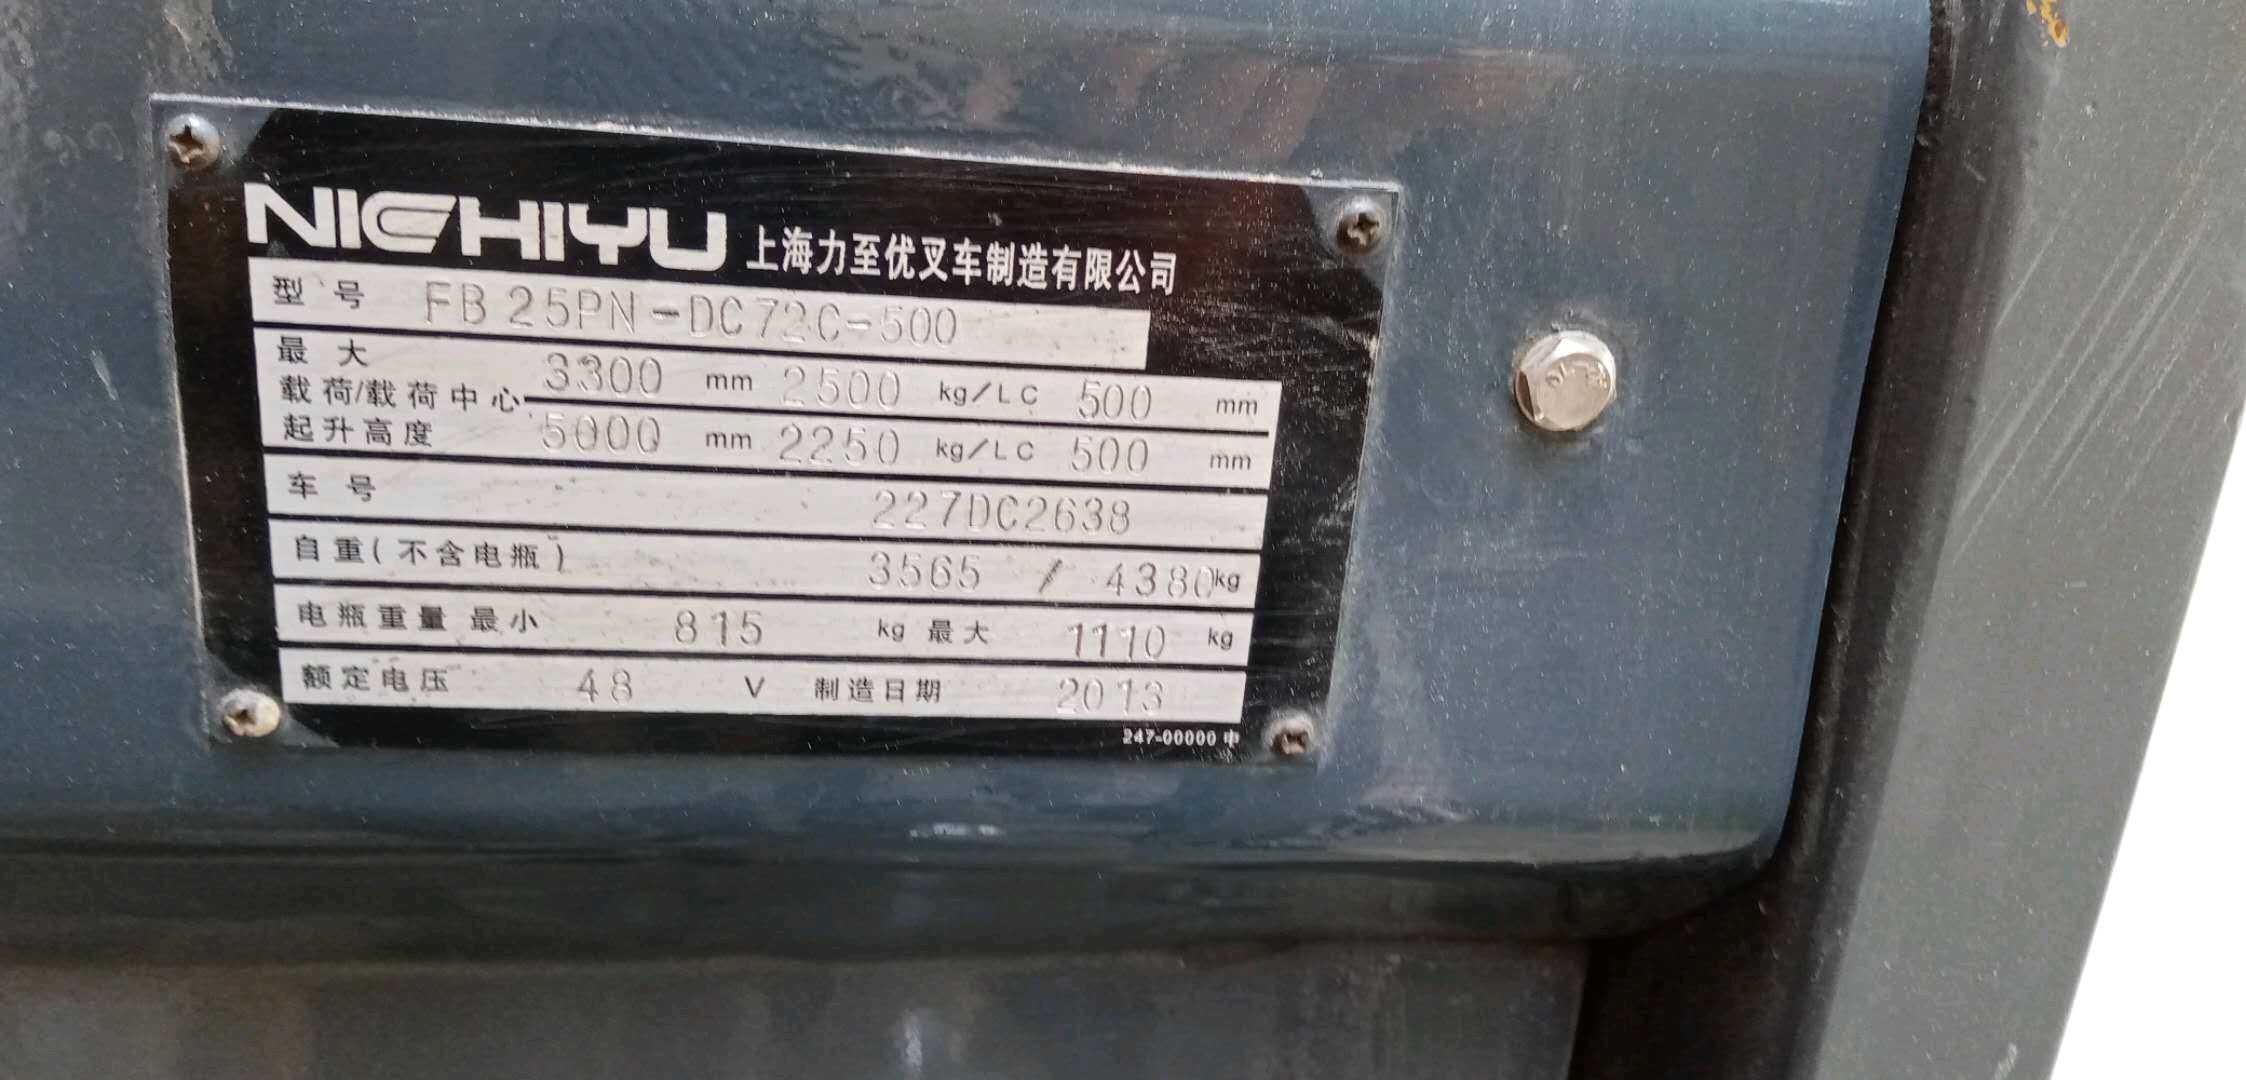 NICHIYU 上海力至优叉车制造有限公司
型号 FB25PN-DC72C-500
最大
载荷/载荷中心
起升高度
3300 mm 2500 kg/LC 500 mm
5000 mm 2250 kg/LC 500 mm
车号 227DC2638
自重(不含电瓶) 3565 / 4380kg
电瓶重量 最小 815 kg 最大 1110 kg
额定电压 48 V 制造日期 2013
247-00000 中